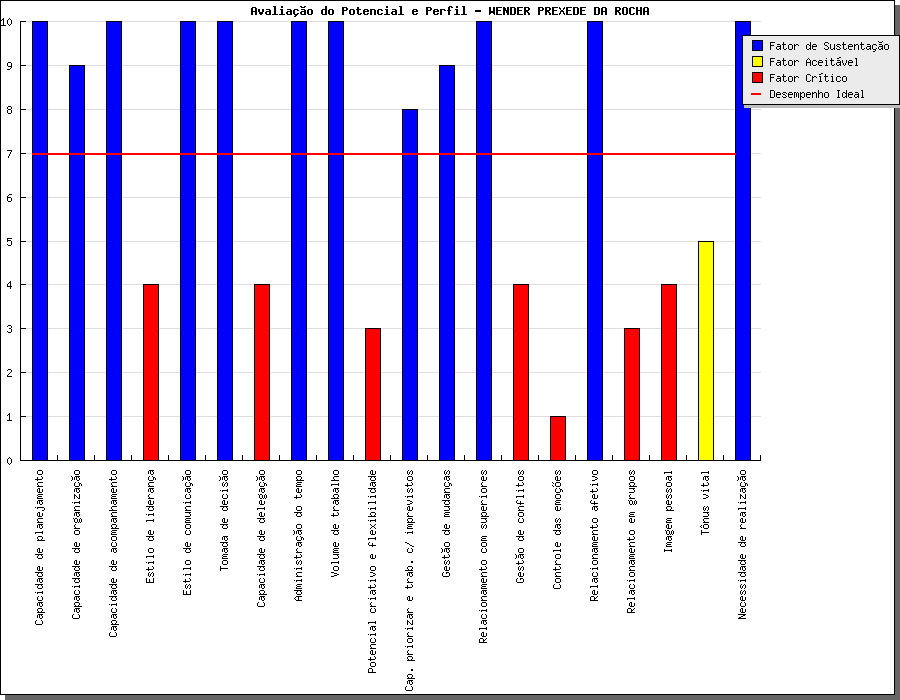 Avaliação do Potencial e Perfil - WENDER PREXEDE DA ROCHA
10
9
8
7
6
5
4
3
2
1
0
Fator de Sustentação
Fator Aceitável
Fator Crítico
Desempenho Ideal
Capacidade de planejamento
Capacidade de organização
Capacidade de acompanhamento
Estilo de liderança
Estilo de comunicação
Tomada de decisão
Capacidade de delegação
Administração do tempo
Volume de trabalho
Potencial criativo e flexibilidade
Cap. priorizar e trab. c/ imprevistos
Gestão de mudanças
Relacionamento com superiores
Gestão de conflitos
Controle das emoções
Relacionamento afetivo
Relacionamento em grupos
Imagem pessoal
Tônus vital
Necessidade de realização